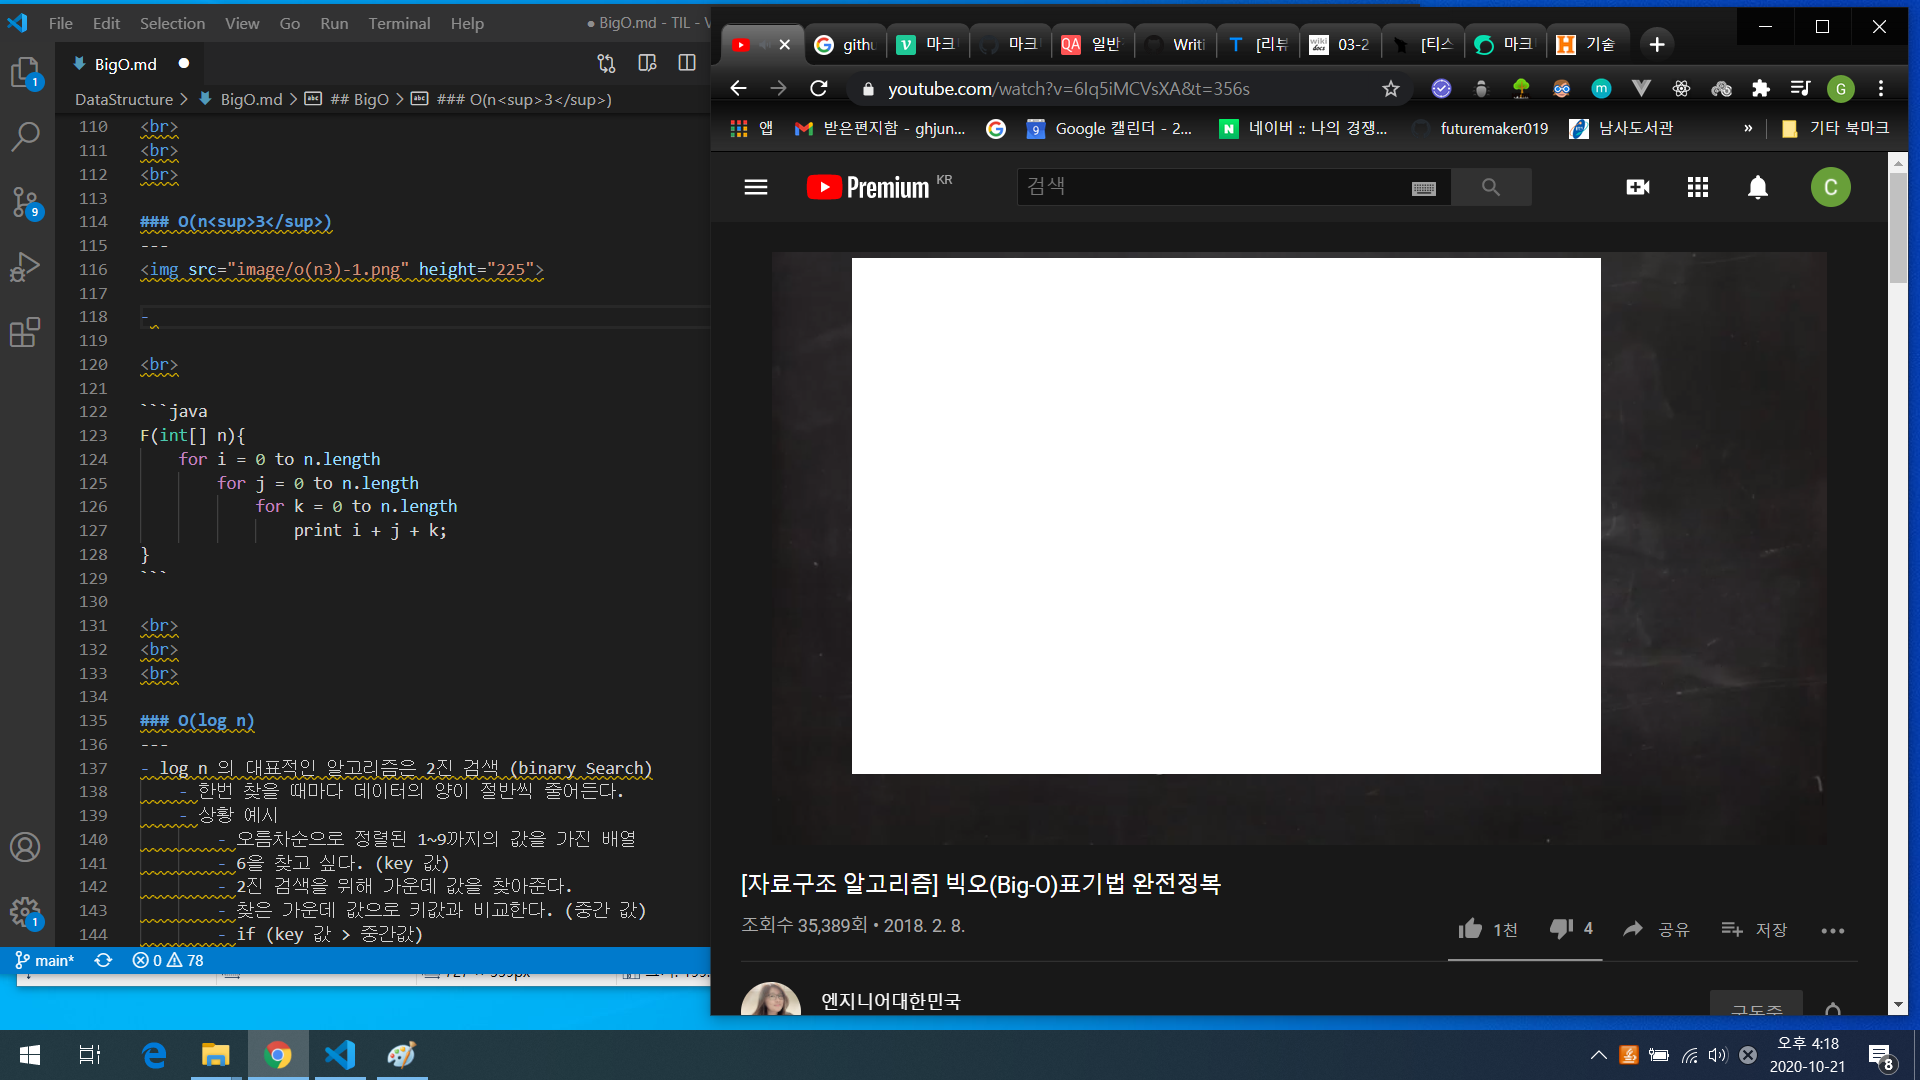 File Edit Selection View Go Run Terminal Help
● BigO.md - TIL - V
BigO.md ●
DataStructure > BigO.md > ## BigO > ### O(n<sup>3</sup>)
110 <br>
111 <br>
112 <br>
113
114 ### O(n<sup>3</sup>)
115 ---
116 <img src="image/o(n3)-1.png" height="225">
117
118 -
119
120 <br>
121
122 ```java
123 F(int[] n){
124 for i = 0 to n.length
125 for j = 0 to n.length
126 for k = 0 to n.length
127 print i + j + k;
128 }
129 ```
130
131 <br>
132 <br>
133 <br>
134
135 ### O(log n)
136 ---
137 - log n 의 대표적인 알고리즘은 2진 검색 (binary Search)
138 - 한번 찾을 때마다 데이터의 양이 절반씩 줄어든다.
139 - 상황 예시
140 - 오름차순으로 정렬된 1~9까지의 값을 가진 배열
141 - 6을 찾고 싶다. (key 값)
142 - 2진 검색을 위해 가운데 값을 찾아준다.
143 - 찾은 가운데 값으로 키값과 비교한다. (중간 값)
144 - if (key 값 > 중간값)
1
9
1
main* 0 78
githu 마크 마크 QA 일반 Writi T [리뷰 wiki docs 03-2 [티스 마크 H 기술
youtube.com/watch?v=6Iq5iMCVsXA&t=356s
G
앱 받은편지함 - ghjun... Google 캘린더 - 2... 네이버 :: 나의 경쟁... futuremaker019 남사도서관 » 기타 북마크
Premium KR
검색
C
[자료구조 알고리즘] 빅오(Big-O)표기법 완전정복
조회수 35,389회 • 2018. 2. 8.
1천 4 공유 저장
엔지니어대한민국
구독중
오후 4:18
2020-10-21
8